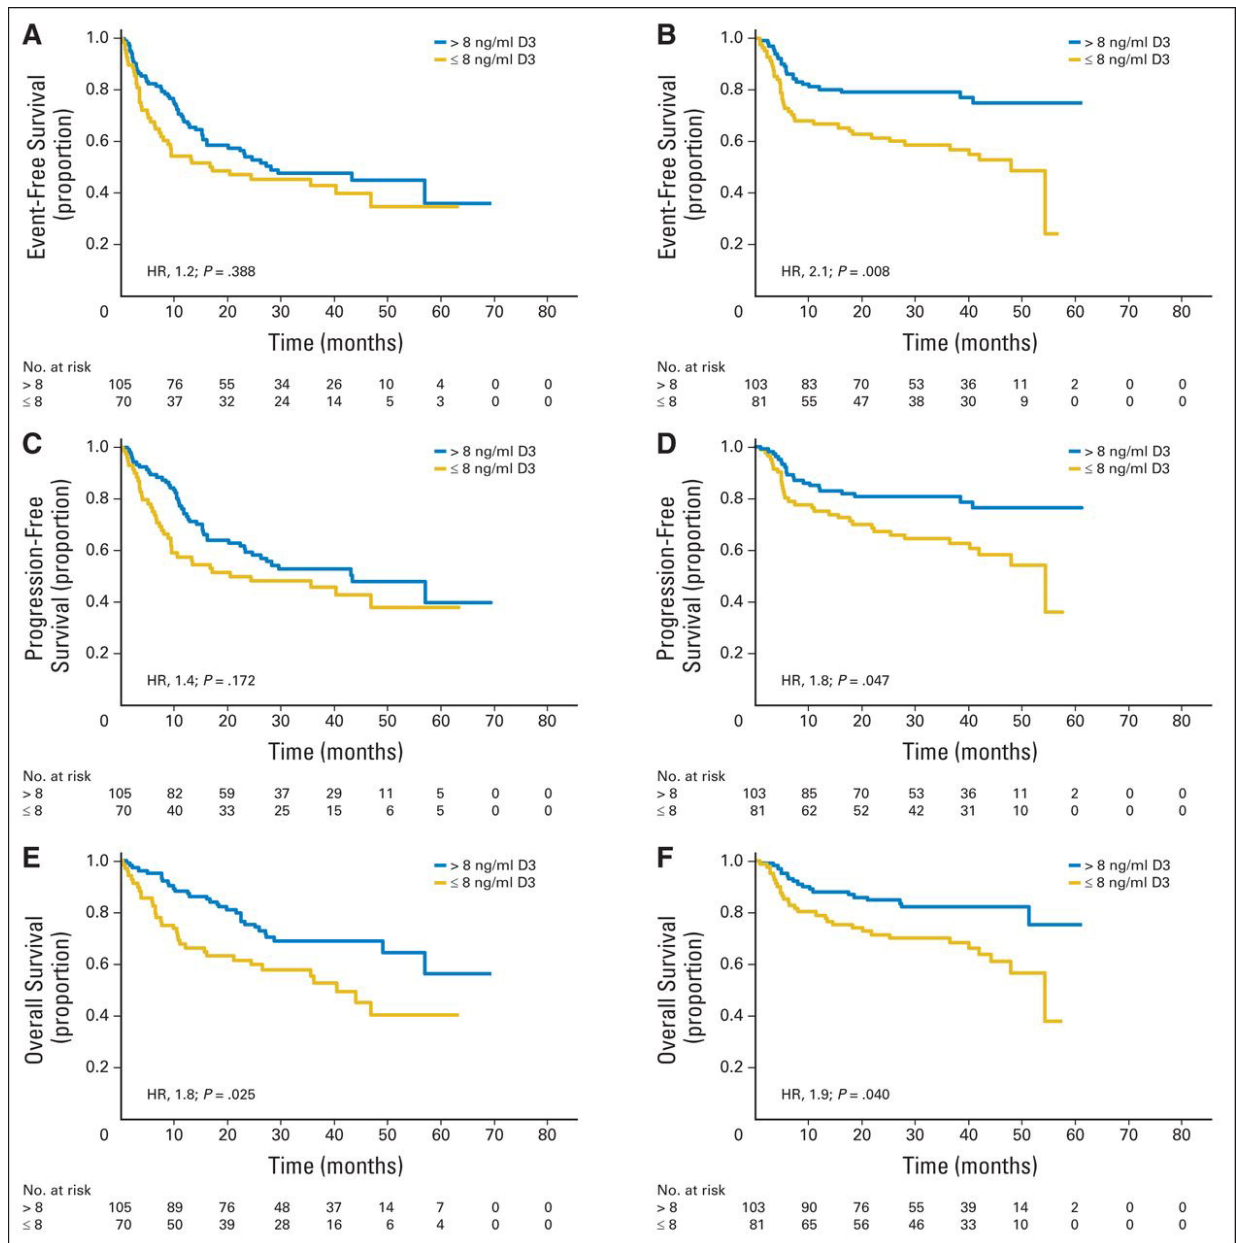 A
1.0
0.8
0.6
0.4
0.2
Event-Free Survival
(proportion)
> 8 ng/ml D3
≤ 8 ng/ml D3
HR, 1.2; P = .388
0 10 20 30 40 50 60 70 80
Time (months)
No. at risk
> 8 105 76 55 34 26 10 4 0 0
≤ 8 70 37 32 24 14 5 3 0 0
B
1.0
0.8
0.6
0.4
0.2
Event-Free Survival
(proportion)
> 8 ng/ml D3
≤ 8 ng/ml D3
HR, 2.1; P = .008
0 10 20 30 40 50 60 70 80
Time (months)
No. at risk
> 8 103 83 70 53 36 11 2 0 0
≤ 8 81 55 47 38 30 9 0 0 0
C
1.0
0.8
0.6
0.4
0.2
Progression-Free
Survival (proportion)
> 8 ng/ml D3
≤ 8 ng/ml D3
HR, 1.4; P = .172
0 10 20 30 40 50 60 70 80
Time (months)
No. at risk
> 8 105 82 59 37 29 11 5 0 0
≤ 8 70 40 33 25 15 6 5 0 0
D
1.0
0.8
0.6
0.4
0.2
Progression-Free
Survival (proportion)
> 8 ng/ml D3
≤ 8 ng/ml D3
HR, 1.8; P = .047
0 10 20 30 40 50 60 70 80
Time (months)
No. at risk
> 8 103 85 70 53 36 11 2 0 0
≤ 8 81 62 52 42 31 10 0 0 0
E
1.0
0.8
0.6
0.4
0.2
Overall Survival
(proportion)
> 8 ng/ml D3
≤ 8 ng/ml D3
HR, 1.8; P = .025
0 10 20 30 40 50 60 70 80
Time (months)
No. at risk
> 8 105 89 76 48 37 14 7 0 0
≤ 8 70 50 39 28 16 6 4 0 0
F
1.0
0.8
0.6
0.4
0.2
Overall Survival
(proportion)
> 8 ng/ml D3
≤ 8 ng/ml D3
HR, 1.9; P = .040
0 10 20 30 40 50 60 70 80
Time (months)
No. at risk
> 8 103 90 76 55 39 14 2 0 0
≤ 8 81 65 56 46 33 10 0 0 0